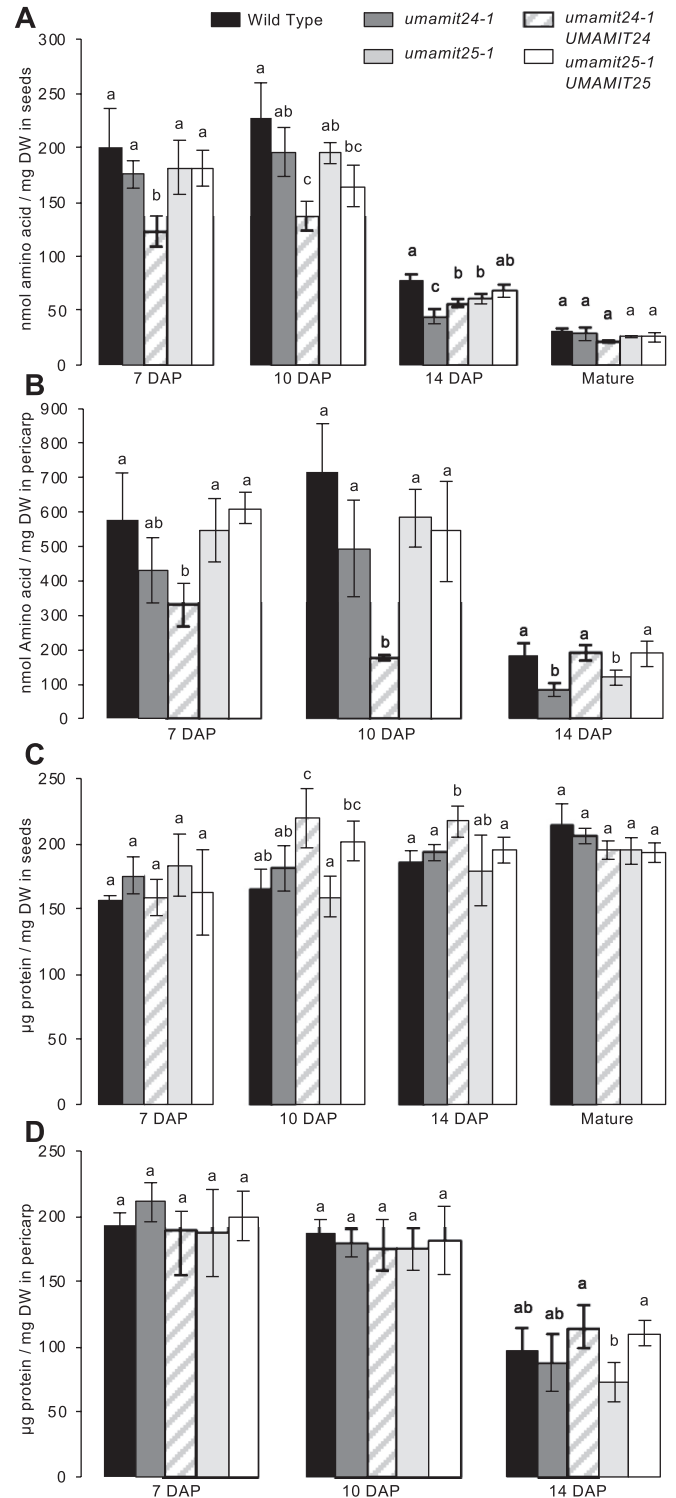 A
Wild Type
umamit24-1
umamit24-1
UMAMIT24
umamit25-1
umamit25-1
UMAMIT25
nmol amino acid / mg DW in seeds
300
250
200
150
100
50
0
a
a
b
a
a
a
ab
c
ab
bc
a
c
b
b
ab
a
a
a
a
a
7 DAP
10 DAP
14 DAP
Mature
B
nmol Amino acid / mg DW in pericarp
900
800
700
600
500
400
300
200
100
0
a
ab
b
a
a
a
a
b
a
a
a
b
a
b
a
7 DAP
10 DAP
14 DAP
C
µg protein / mg DW in seeds
250
200
150
100
50
0
a
a
a
a
a
ab
ab
c
a
bc
a
a
b
ab
a
a
a
a
a
a
7 DAP
10 DAP
14 DAP
Mature
D
µg protein / mg DW in pericarp
250
200
150
100
50
0
a
a
a
a
a
a
a
a
a
a
ab
ab
a
b
a
7 DAP
10 DAP
14 DAP